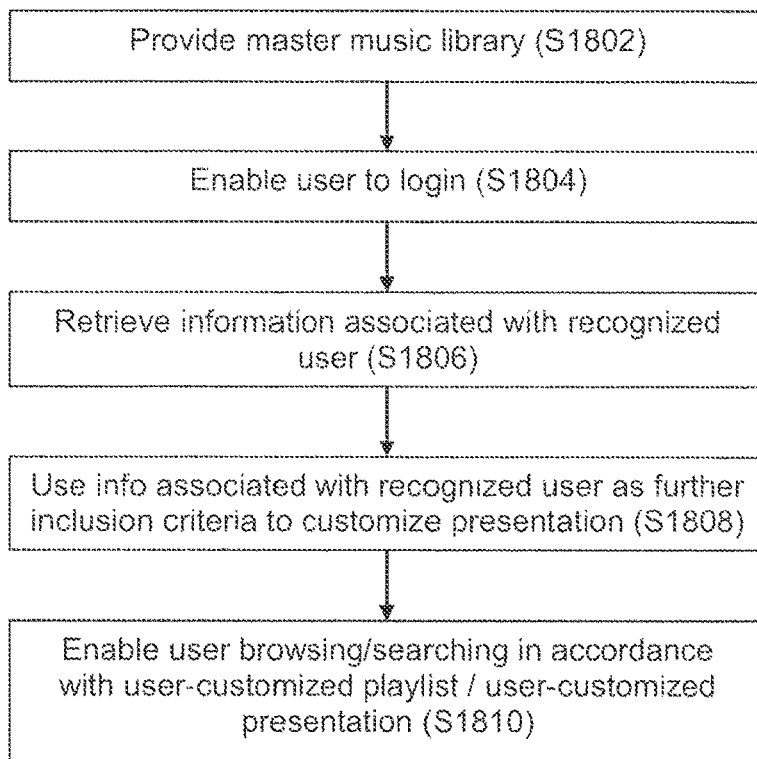 Provide master music library (S1802)
Enable user to login (S1804)
Retrieve information associated with recognized
user (S1806)
Use info associated with recognized user as further
inclusion criteria to customize presentation (S1808)
Enable user browsing/searching in accordance
with user-customized playlist / user-customized
presentation (S1810)